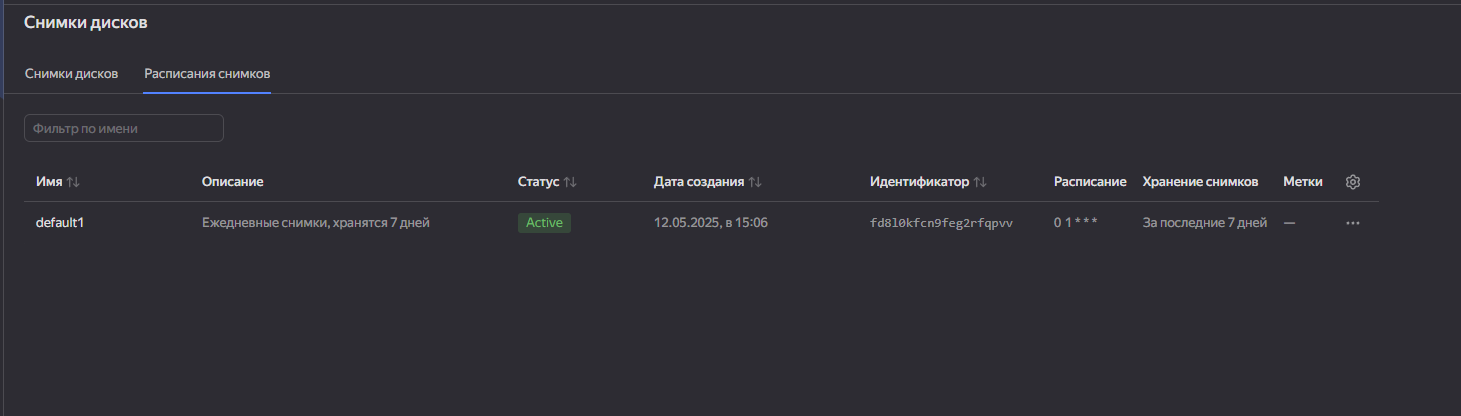 Снимки дисков
Снимки дисков Расписания снимков
Фильтр по имени
Имя Описание Статус Дата создания Идентификатор Расписание Хранение снимков Метки
default1 Ежедневные снимки, хранятся 7 дней Active 12.05.2025, в 15:06 fd8l0kfcn9feg2rfqpvv 0 1 * * * За последние 7 дней —